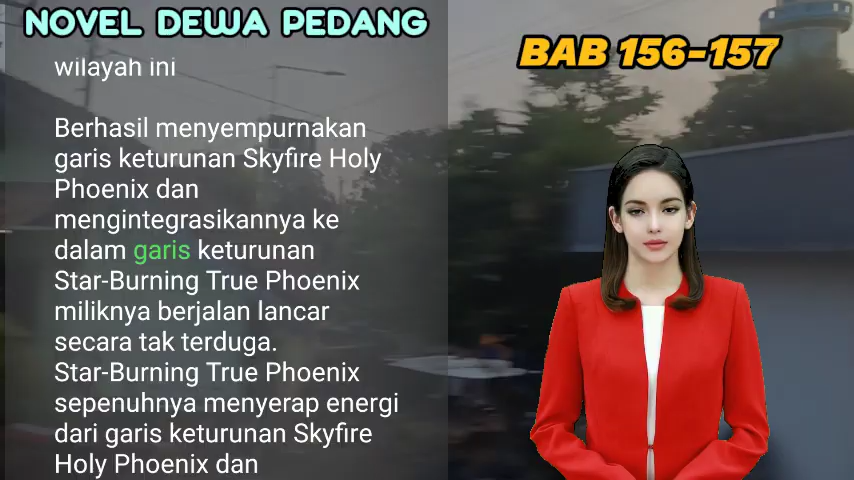 NOVEL DEWA PEDANG
BAB 156-157
wilayah ini
Berhasil menyempurnakan
garis keturunan Skyfire Holy
Phoenix dan
mengintegrasikannya ke
dalam garis keturunan
Star-Burning True Phoenix
miliknya berjalan lancar
secara tak terduga.
Star-Burning True Phoenix
sepenuhnya menyerap energi
dari garis keturunan Skyfire
Holy Phoenix dan